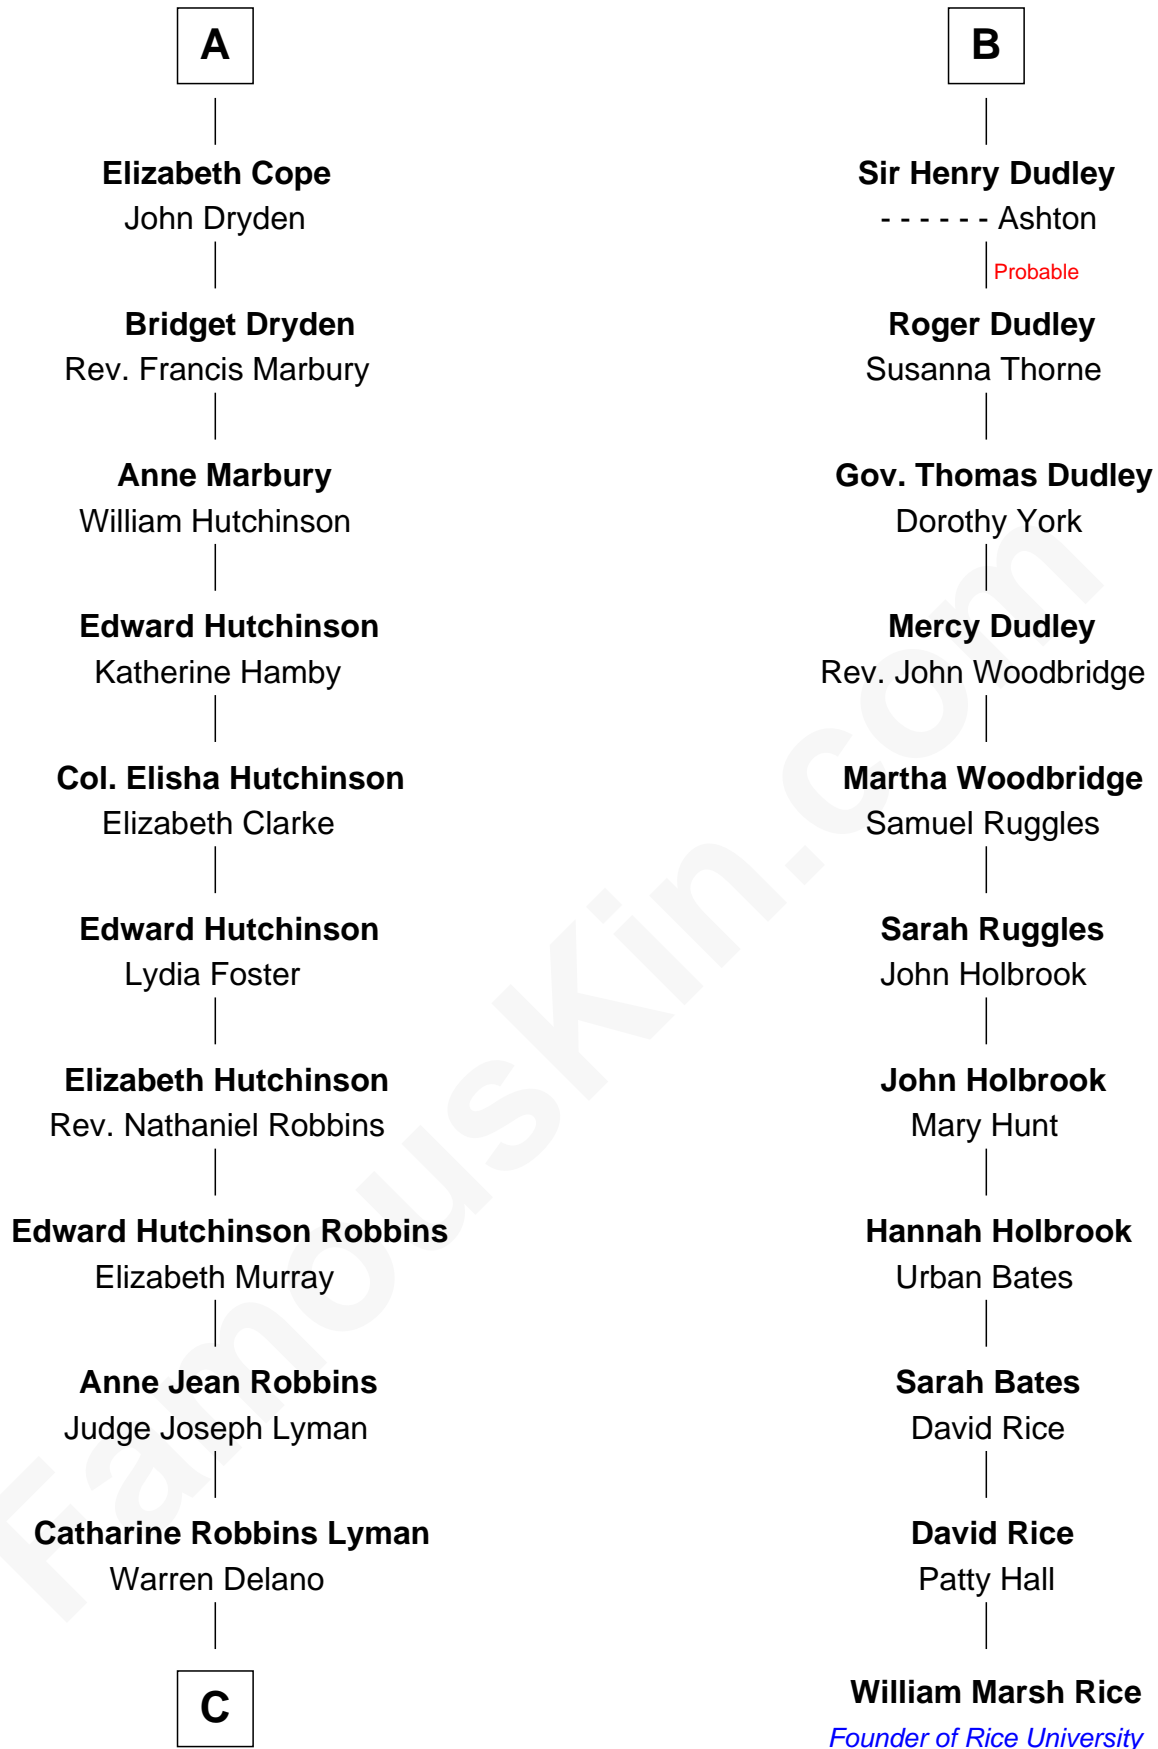 A
Elizabeth Cope
John Dryden
Bridget Dryden
Rev. Francis Marbury
Anne Marbury
William Hutchinson
Edward Hutchinson
Katherine Hamby
Col. Elisha Hutchinson
Elizabeth Clarke
Edward Hutchinson
Lydia Foster
Elizabeth Hutchinson
Rev. Nathaniel Robbins
Edward Hutchinson Robbins
Elizabeth Murray
Anne Jean Robbins
Judge Joseph Lyman
Catharine Robbins Lyman
Warren Delano
C
B
Sir Henry Dudley
- - - - - - Ashton
Probable
Roger Dudley
Susanna Thorne
Gov. Thomas Dudley
Dorothy York
Mercy Dudley
Rev. John Woodbridge
Martha Woodbridge
Samuel Ruggles
Sarah Ruggles
John Holbrook
John Holbrook
Mary Hunt
Hannah Holbrook
Urban Bates
Sarah Bates
David Rice
David Rice
Patty Hall
William Marsh Rice
Founder of Rice University
FamousKin.com